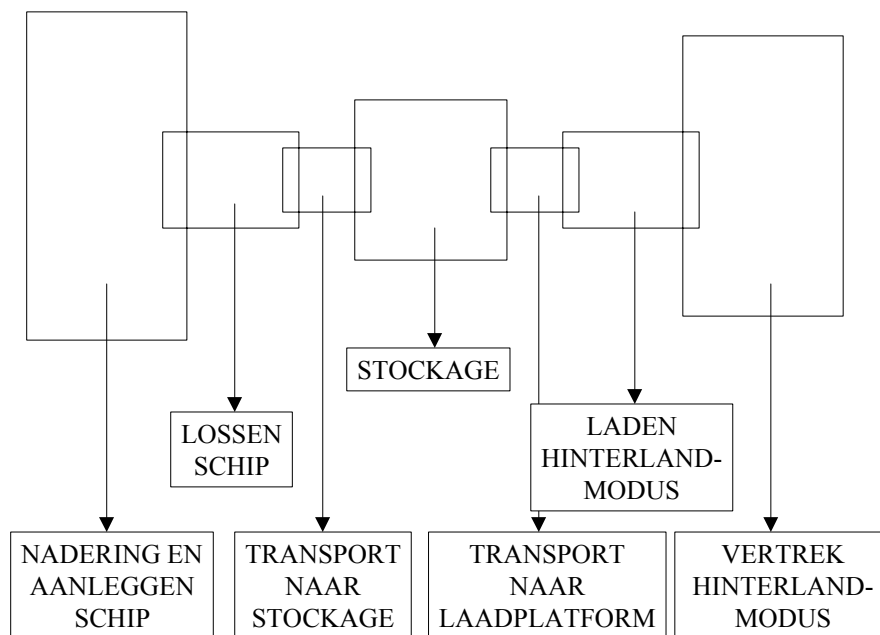 STOCKAGE
LOSSEN
SCHIP
LADEN
HINTERLAND-
MODUS
NADERING EN
AANLEGGEN
SCHIP
TRANSPORT
NAAR
STOCKAGE
TRANSPORT
NAAR
LAADPLATFORM
VERTREK
HINTERLAND-
MODUS